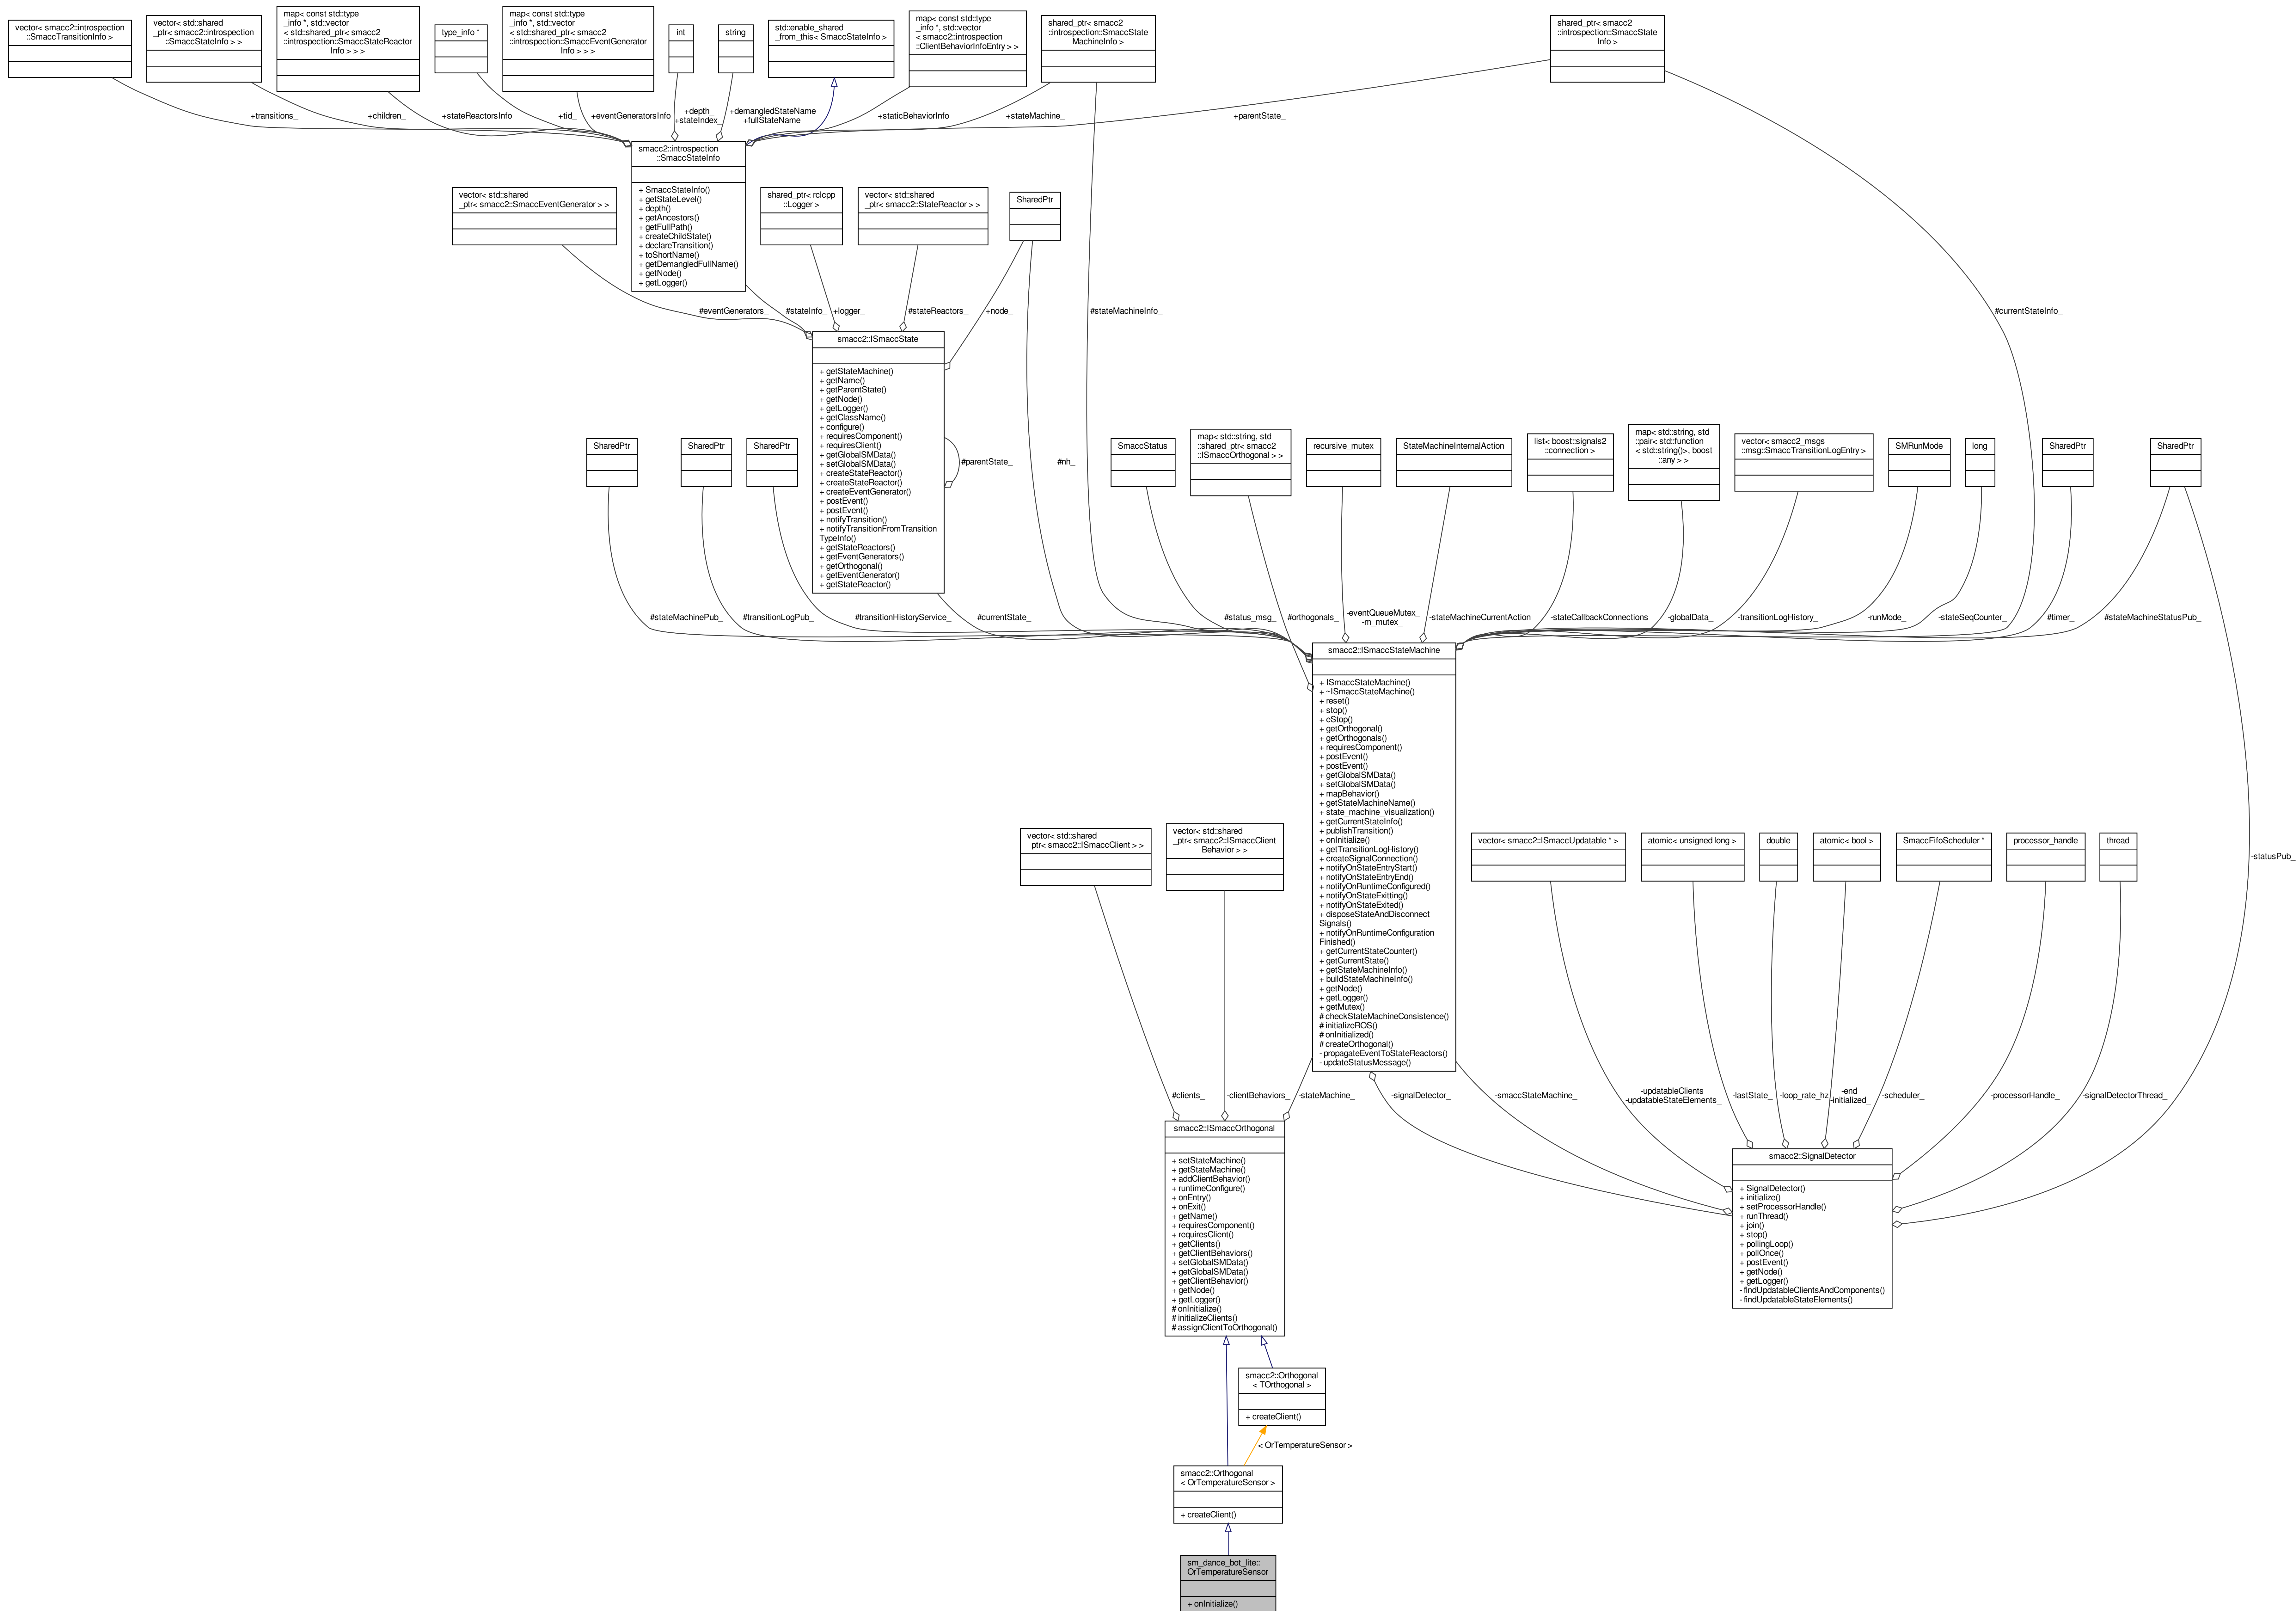 vector< smacc2::introspection
::SmaccTransitionInfo >
vector< std::shared
_ptr< smacc2::introspection
::SmaccStateInfo > >
map< const std::type
_info *, std::vector
< std::shared_ptr< smacc2
::introspection::SmaccStateReactor
Info > > >
type_info *
map< const std::type
_info *, std::vector
< std::shared_ptr< smacc2
::introspection::SmaccEventGenerator
Info > > >
int
string
std::enable_shared
_from_this< SmaccStateInfo >
map< const std::type
_info *, std::vector
< smacc2::introspection
::ClientBehaviorInfoEntry > >
shared_ptr< smacc2
::introspection::SmaccState
MachineInfo >
shared_ptr< smacc2
::introspection::SmaccState
Info >
+transitions_
+children_
+stateReactorsInfo
+tid_
+eventGeneratorsInfo
+depth_
+stateIndex_
+demangledStateName
+fullStateName
+staticBehaviorInfo
+stateMachine_
+parentState_
smacc2::introspection
::SmaccStateInfo
+ SmaccStateInfo()
+ getStateLevel()
+ depth()
+ getAncestors()
+ getFullPath()
+ createChildState()
+ declareTransition()
+ toShortName()
+ getDemangledFullName()
+ getNode()
+ getLogger()
vector< std::shared
_ptr< smacc2::SmaccEventGenerator > >
shared_ptr< rclcpp
::Logger >
vector< std::shared
_ptr< smacc2::StateReactor > >
SharedPtr
#eventGenerators_
#stateInfo_
+logger_
#stateReactors_
+node_
#stateMachineInfo_
#currentStateInfo_
smacc2::ISmaccState
+ getStateMachine()
+ getName()
+ getParentState()
+ getNode()
+ getLogger()
+ getClassName()
+ configure()
+ requiresComponent()
+ requiresClient()
+ getGlobalSMData()
+ setGlobalSMData()
+ createStateReactor()
+ createStateReactor()
+ createEventGenerator()
+ postEvent()
+ postEvent()
+ notifyTransition()
+ notifyTransitionFromTransition
TypeInfo()
+ getStateReactors()
+ getEventGenerators()
+ getOrthogonal()
+ getEventGenerator()
+ getStateReactor()
#parentState_
#nh_
SharedPtr
SharedPtr
SharedPtr
SmaccStatus
map< std::string, std
::shared_ptr< smacc2
::ISmaccOrthogonal > >
recursive_mutex
StateMachineInternalAction
list< boost::signals2
::connection >
map< std::string, std
::pair< std::function
< std::string()>, boost
::any > >
vector< smacc2_msgs
::msg::SmaccTransitionLogEntry >
SMRunMode
long
SharedPtr
SharedPtr
#stateMachinePub_
#transitionLogPub_
#transitionHistoryService_
#currentState_
#status_msg_
#orthogonals_
-eventQueueMutex_
-m_mutex_
-stateMachineCurrentAction
-stateCallbackConnections
-globalData_
-transitionLogHistory_
-runMode_
-stateSeqCounter_
#timer_
#stateMachineStatusPub_
smacc2::ISmaccStateMachine
+ ISmaccStateMachine()
+ ~ISmaccStateMachine()
+ reset()
+ stop()
+ eStop()
+ getOrthogonal()
+ getOrthogonals()
+ requiresComponent()
+ postEvent()
+ postEvent()
+ getGlobalSMData()
+ setGlobalSMData()
+ mapBehavior()
+ getStateMachineName()
+ state_machine_visualization()
+ getCurrentStateInfo()
+ publishTransition()
+ onInitialize()
+ getTransitionLogHistory()
+ createSignalConnection()
+ notifyOnStateEntryStart()
+ notifyOnStateEntryEnd()
+ notifyOnRuntimeConfigured()
+ notifyOnStateExitting()
+ notifyOnStateExited()
+ disposeStateAndDisconnect
Signals()
+ notifyOnRuntimeConfiguration
Finished()
+ getCurrentStateCounter()
+ getCurrentState()
+ getStateMachineInfo()
+ buildStateMachineInfo()
+ getNode()
+ getLogger()
+ getMutex()
# checkStateMachineConsistence()
# initializeROS()
# onInitialized()
# createOrthogonal()
- propagateEventToStateReactors()
- updateStatusMessage()
vector< std::shared
_ptr< smacc2::ISmaccClient > >
vector< std::shared
_ptr< smacc2::ISmaccClient
Behavior > >
vector< smacc2::ISmaccUpdatable * >
atomic< unsigned long >
double
atomic< bool >
SmaccFifoScheduler *
processor_handle
thread
-statusPub_
#clients_
-clientBehaviors_
-stateMachine_
-signalDetector_
-smaccStateMachine_
-updatableClients_
-updatableStateElements_
-lastState_
-loop_rate_hz
-end_
-initialized_
-scheduler_
-processorHandle_
-signalDetectorThread_
smacc2::ISmaccOrthogonal
+ setStateMachine()
+ getStateMachine()
+ addClientBehavior()
+ runtimeConfigure()
+ onEntry()
+ onExit()
+ getName()
+ requiresComponent()
+ requiresClient()
+ getClients()
+ getClientBehaviors()
+ setGlobalSMData()
+ getGlobalSMData()
+ getClientBehavior()
+ getNode()
+ getLogger()
# onInitialize()
# initializeClients()
# assignClientToOrthogonal()
smacc2::SignalDetector
+ SignalDetector()
+ initialize()
+ setProcessorHandle()
+ runThread()
+ join()
+ stop()
+ pollingLoop()
+ pollOnce()
+ postEvent()
+ getNode()
+ getLogger()
- findUpdatableClientsAndComponents()
- findUpdatableStateElements()
smacc2::Orthogonal
< TOrthogonal >
+ createClient()
< OrTemperatureSensor >
smacc2::Orthogonal
< OrTemperatureSensor >
+ createClient()
sm_dance_bot_lite::
OrTemperatureSensor
+ onInitialize()